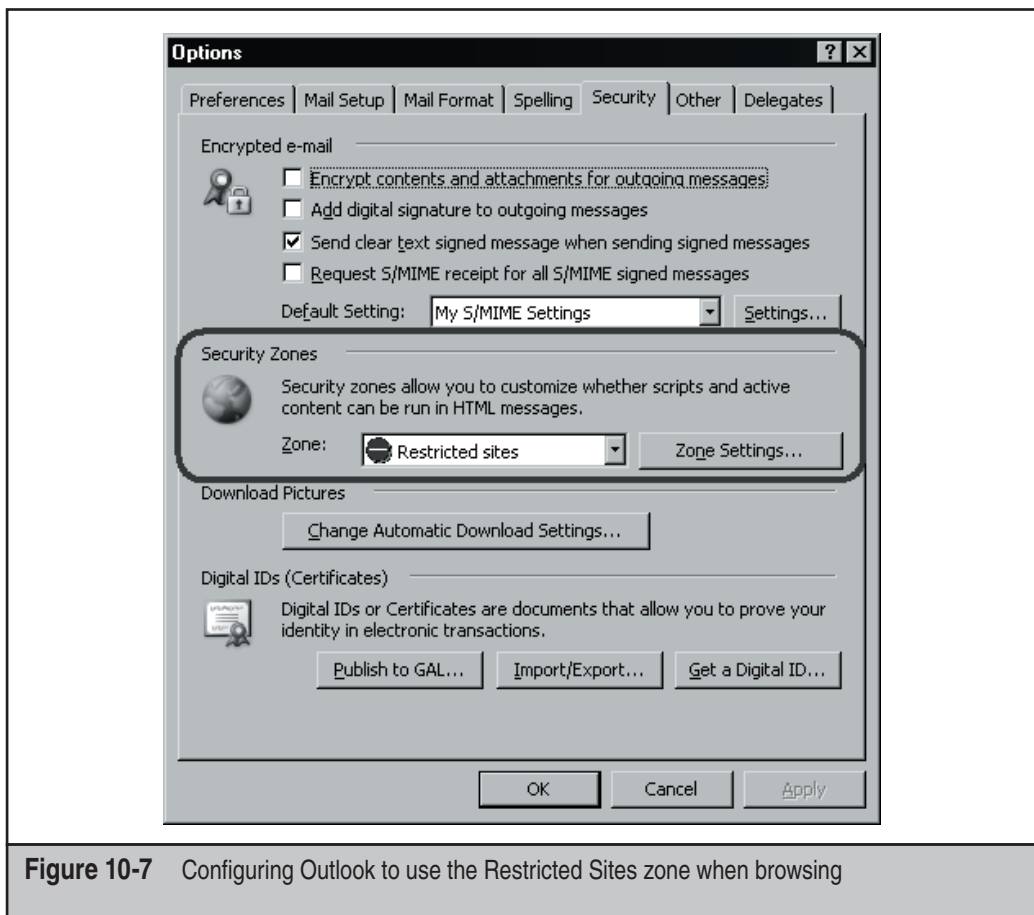 Options
Preferences Mail Setup Mail Format Spelling Security Other Delegates
Encrypted e-mail
Encrypt contents and attachments for outgoing messages
Add digital signature to outgoing messages
Send clear text signed message when sending signed messages
Request S/MIME receipt for all S/MIME signed messages
Default Setting: My S/MIME Settings Settings...
Security Zones
Security zones allow you to customize whether scripts and active
content can be run in HTML messages.
Zone: Restricted sites Zone Settings...
Download Pictures
Change Automatic Download Settings...
Digital IDs (Certificates)
Digital IDs or Certificates are documents that allow you to prove your
identity in electronic transactions.
Publish to GAL... Import/Export... Get a Digital ID...
OK Cancel Apply
Figure 10-7 Configuring Outlook to use the Restricted Sites zone when browsing